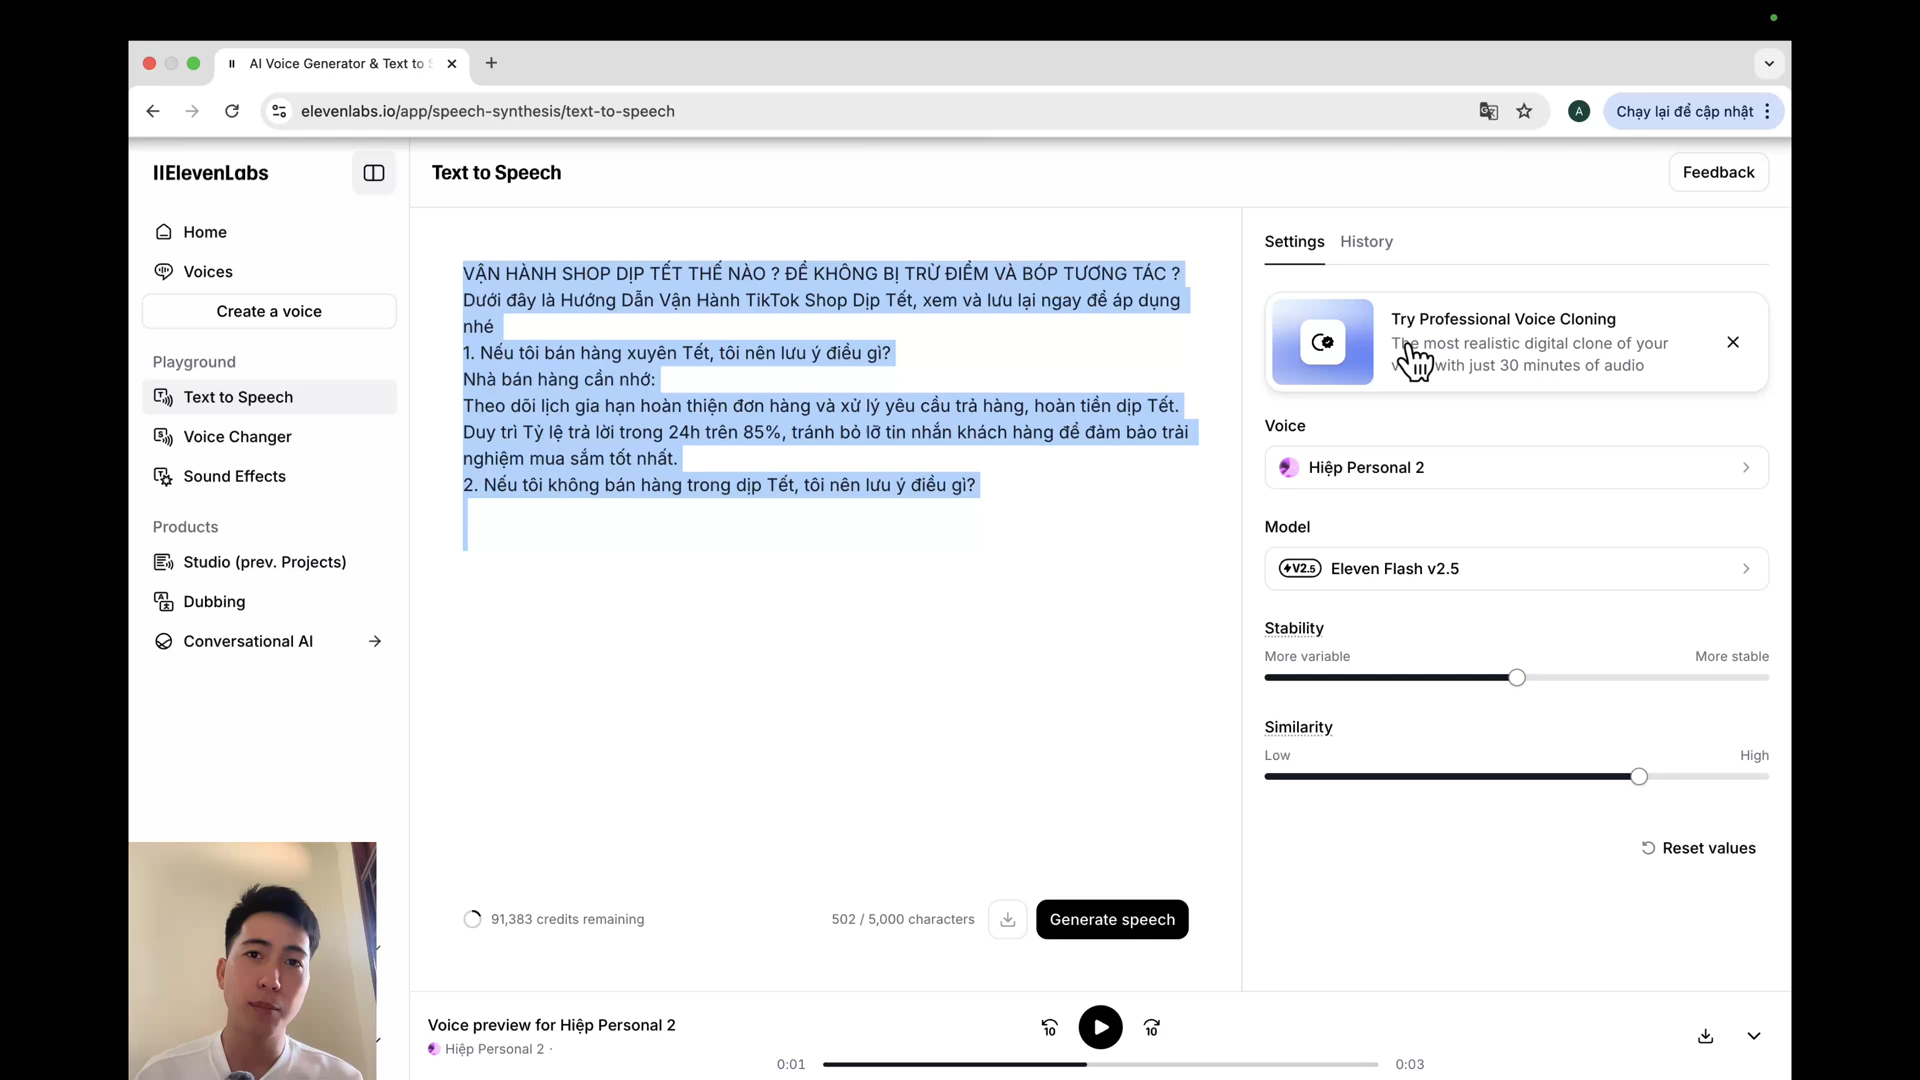 AI Voice Generator & Text to S
elevenlabs.io/app/speech-synthesis/text-to-speech
A
Chạy lại để cập nhật
IIElevenLabs
Text to Speech
Feedback
Home
Voices
Create a voice
Playground
Text to Speech
Voice Changer
Sound Effects
Products
Studio (prev. Projects)
Dubbing
Conversational AI
VẬN HÀNH SHOP DỊP TẾT THẾ NÀO ? ĐỂ KHÔNG BỊ TRỪ ĐIỂM VÀ BÓP TƯƠNG TÁC ?
Dưới đây là Hướng Dẫn Vận Hành TikTok Shop Dịp Tết, xem và lưu lại ngay để áp dụng
nhé
1. Nếu tôi bán hàng xuyên Tết, tôi nên lưu ý điều gì?
Nhà bán hàng cần nhớ:
Theo dõi lịch gia hạn hoàn thiện đơn hàng và xử lý yêu cầu trả hàng, hoàn tiền dịp Tết.
Duy trì Tỷ lệ trả lời trong 24h trên 85%, tránh bỏ lỡ tin nhắn khách hàng để đảm bảo trải
nghiệm mua sắm tốt nhất.
2. Nếu tôi không bán hàng trong dịp Tết, tôi nên lưu ý điều gì?
91,383 credits remaining
502 / 5,000 characters
Generate speech
Settings
History
Try Professional Voice Cloning
The most realistic digital clone of your
with just 30 minutes of audio
Voice
Hiệp Personal 2
Model
V2.5
Eleven Flash v2.5
Stability
More variable
More stable
Similarity
Low
High
Reset values
Voice preview for Hiệp Personal 2
Hiệp Personal 2 ·
10
10
0:01
0:03